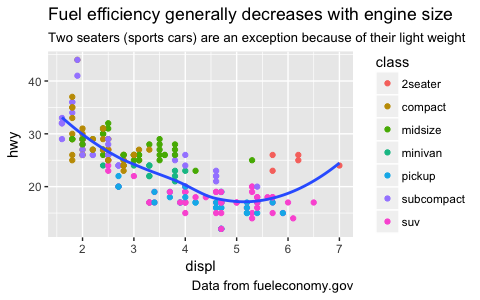 Fuel efficiency generally decreases with engine size
Two seaters (sports cars) are an exception because of their light weight
hwy
40
30
20
2
3
4
5
6
7
displ
class
2seater
compact
midsize
minivan
pickup
subcompact
suv
Data from fueleconomy.gov